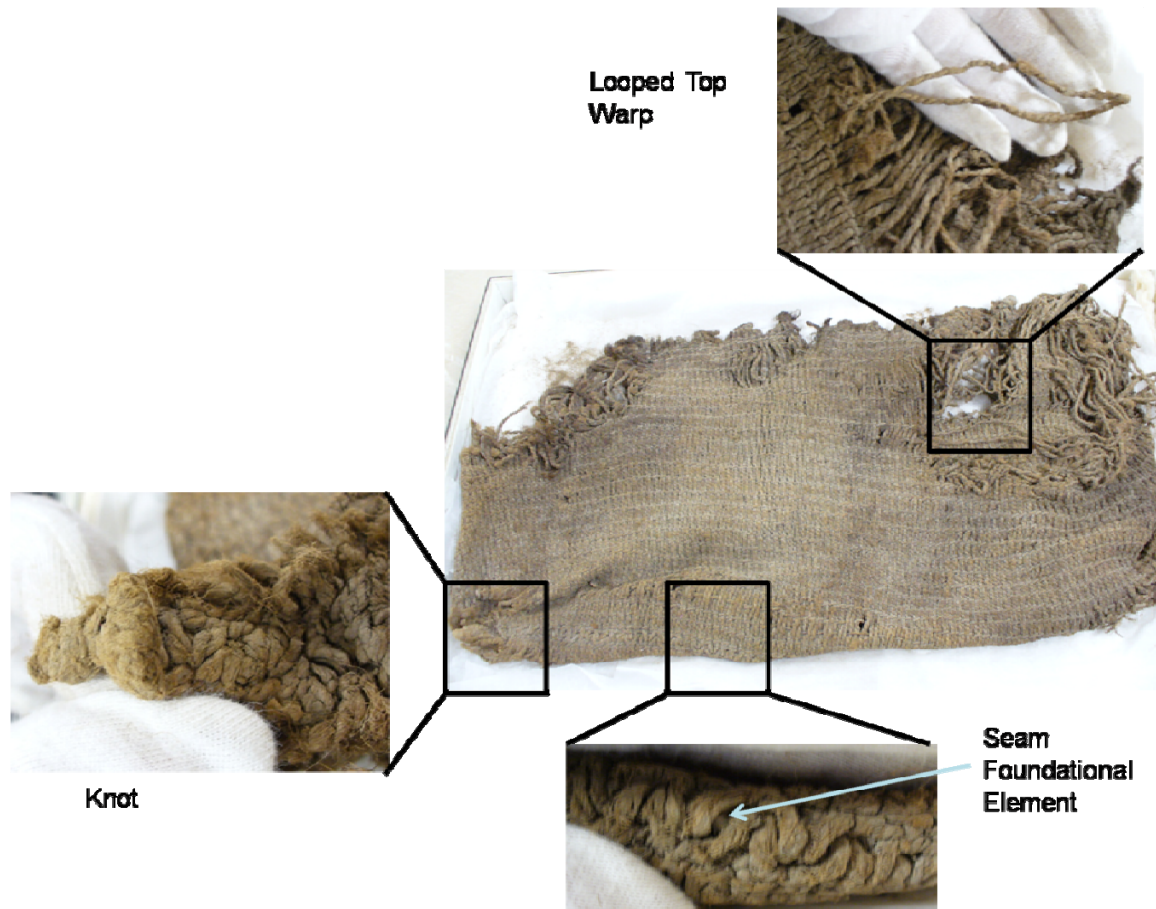 Looped Top
Warp
Knot
Seam
Foundational
Element